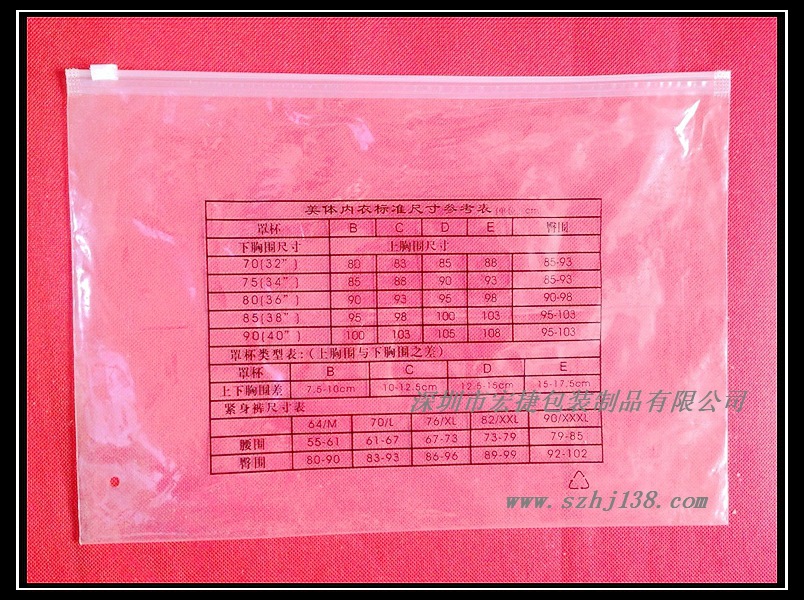 美体内衣标准尺寸参考表 (单位：cm)
罩杯 B C D E 臀围
下胸围尺寸 上胸围尺寸
70(32") 80 83 85 88 85-93
75(34") 85 88 90 93 85-93
80(36") 90 93 95 98 90-98
85(38") 95 98 100 103 95-103
90(40") 100 103 105 108 95-103
罩杯类型表:(上胸围与下胸围之差)
罩杯 B C D E
上下胸围差 7.5-10cm 10-12.5cm 12.5-15cm 15-17.5cm
紧身裤尺寸表
深圳市宏捷包装制品有限公司
64/M 70/L 76/XL 82/XXL 90/XXXL
腰围 55-61 61-67 67-73 73-79 79-85
臀围 80-90 83-93 86-96 89-99 92-102
www.szhj138.com